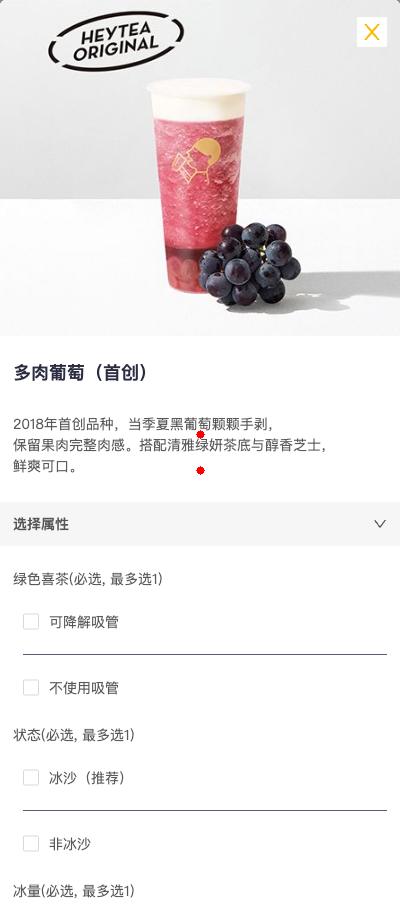 HEYTEA
ORIGINAL
多肉葡萄（首创）
2018年首创品种，当季夏黑葡萄颗颗手剥，
保留果肉完整肉感。搭配清雅绿妍茶底与醇香芝士，
鲜爽可口。
选择属性
绿色喜茶(必选, 最多选1)
可降解吸管
不使用吸管
状态(必选, 最多选1)
冰沙（推荐）
非冰沙
冰量(必选, 最多选1)